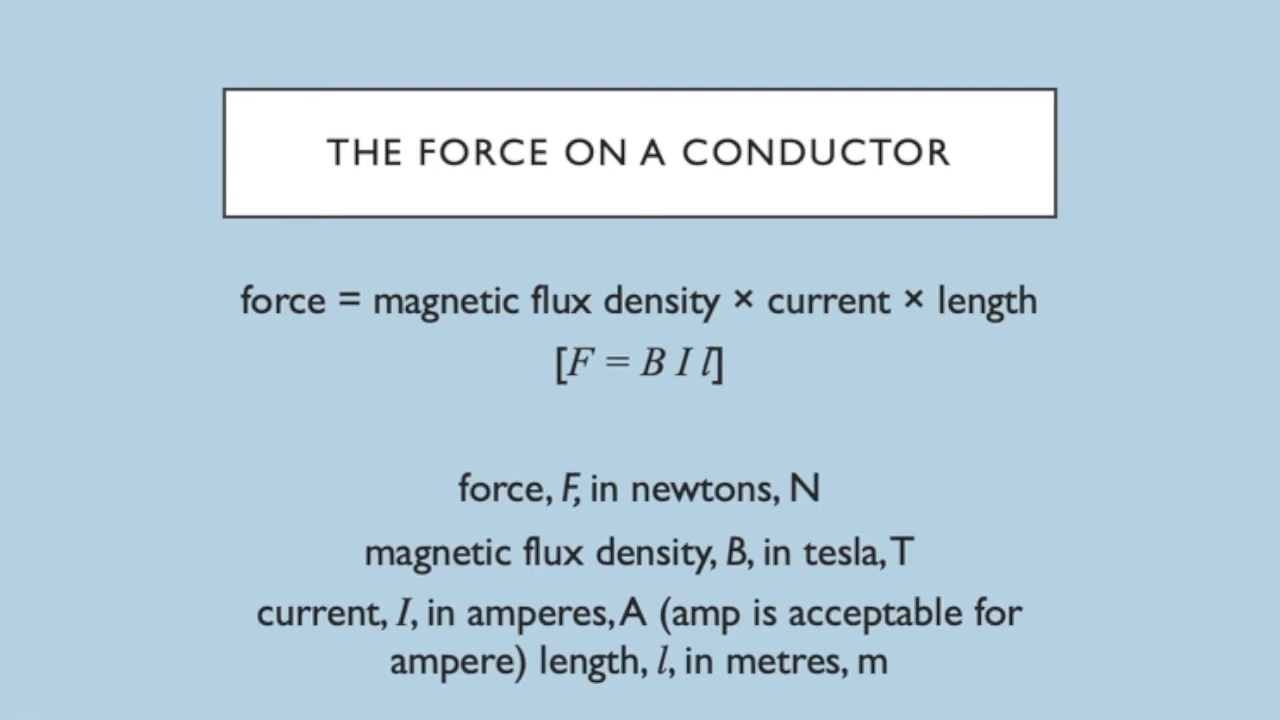 THE FORCE ON A CONDUCTOR
force = magnetic flux density × current × length
[F = B I l]
force, F, in newtons, N
magnetic flux density, B, in tesla, T
current, I, in amperes, A (amp is acceptable for
ampere) length, l, in metres, m